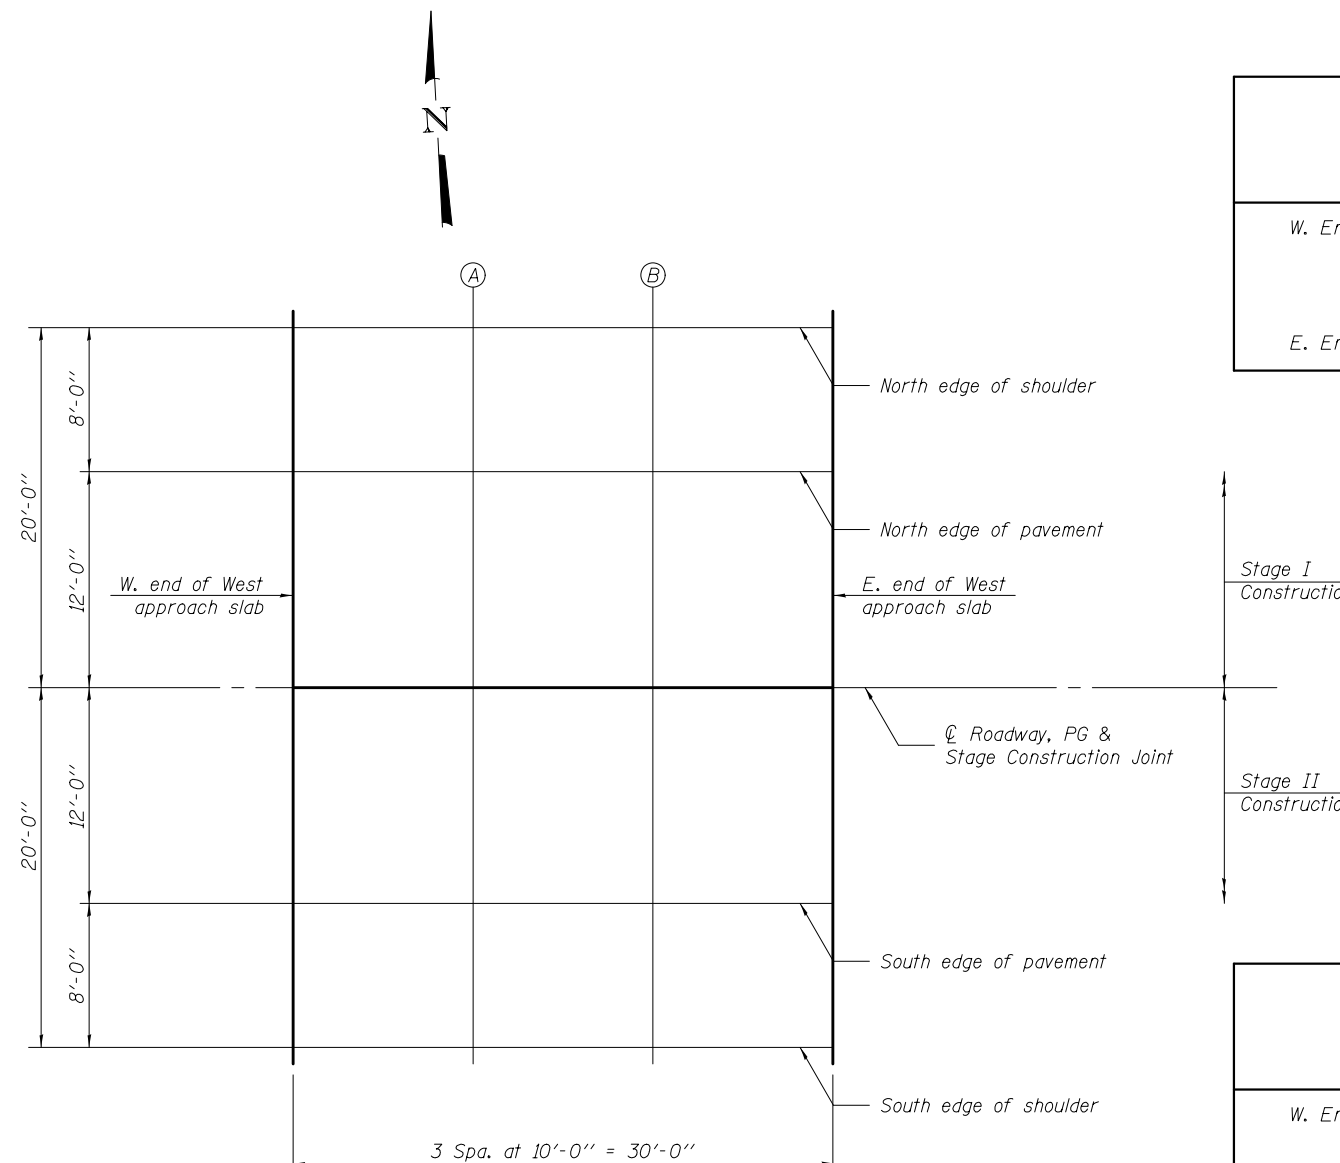 N
W. En
A
B
E. En
8'-0"
North edge of shoulder
20'-0"
North edge of pavement
12'-0"
W. end of West
approach slab
E. end of West
approach slab
Stage I
Constructio
℄ Roadway, PG &
Stage Construction Joint
12'-0"
Stage II
Constructio
20'-0"
South edge of pavement
8'-0"
South edge of shoulder
W. En
3 Spa. at 10'-0" = 30'-0"